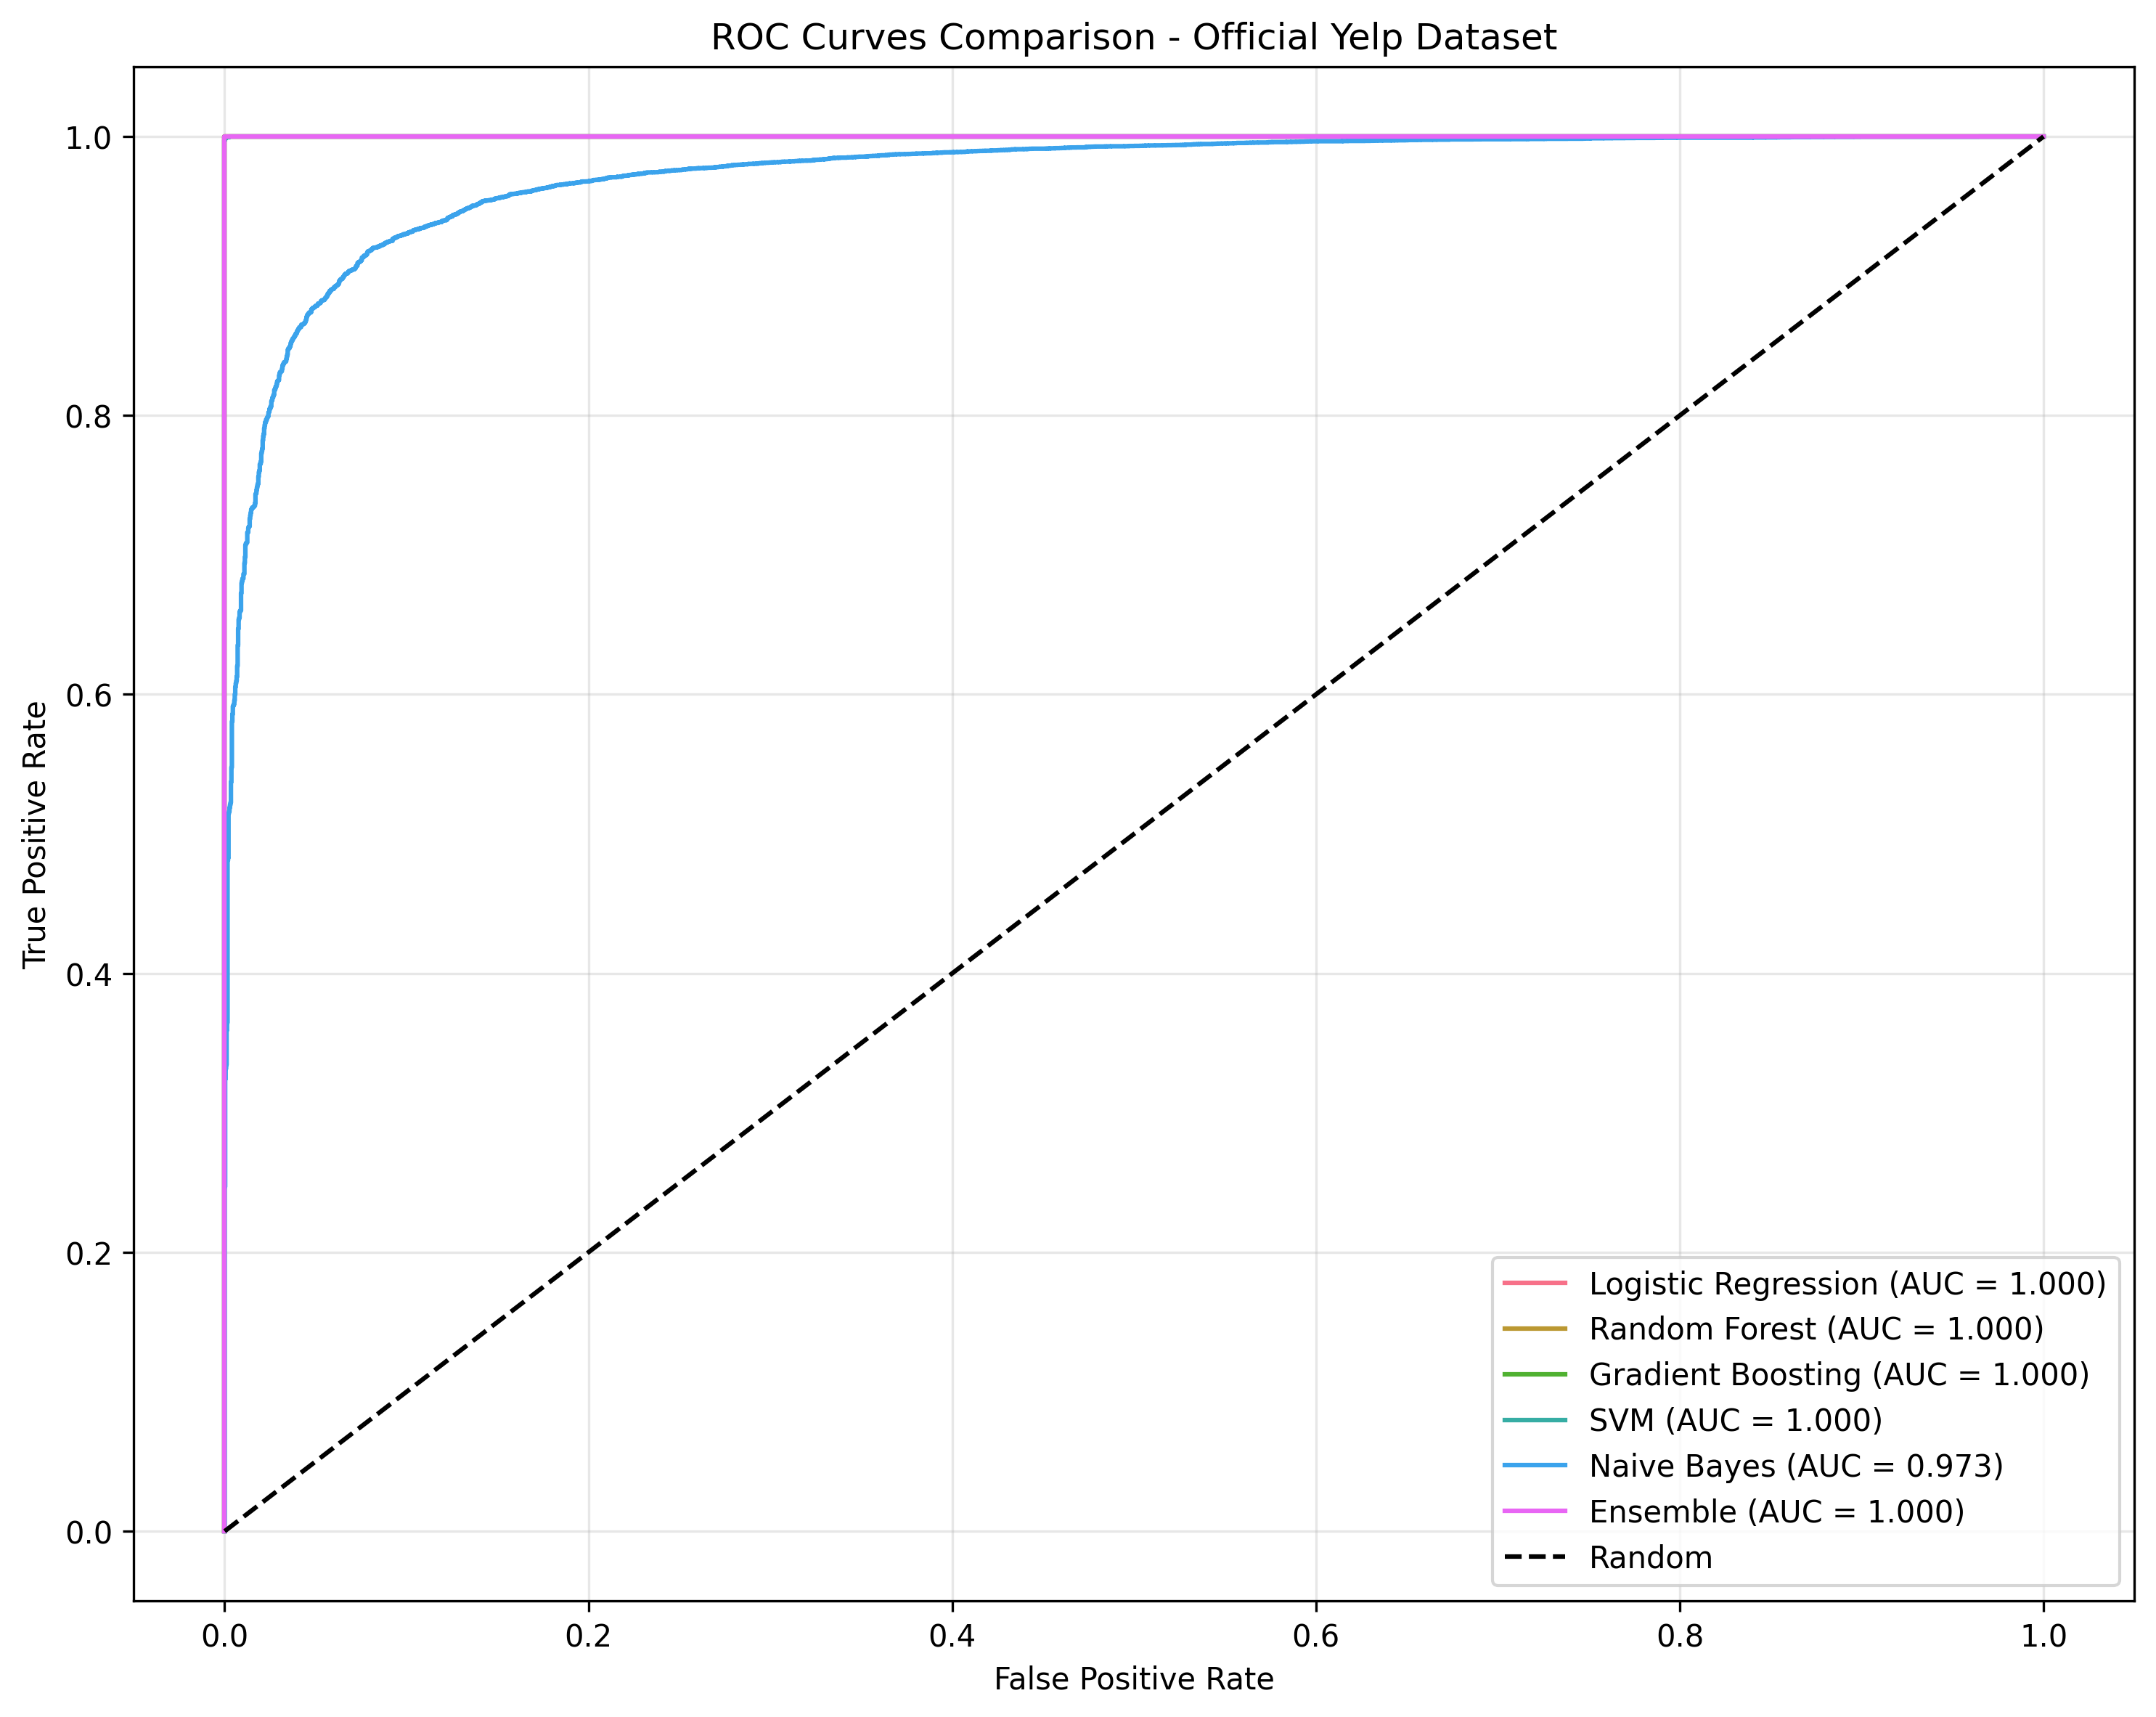 ROC Curves Comparison - Official Yelp Dataset
True Positive Rate
1.0
0.8
0.6
0.4
0.2
0.0
0.0 0.2 0.4 0.6 0.8 1.0
False Positive Rate
Logistic Regression (AUC = 1.000)
Random Forest (AUC = 1.000)
Gradient Boosting (AUC = 1.000)
SVM (AUC = 1.000)
Naive Bayes (AUC = 0.973)
Ensemble (AUC = 1.000)
Random